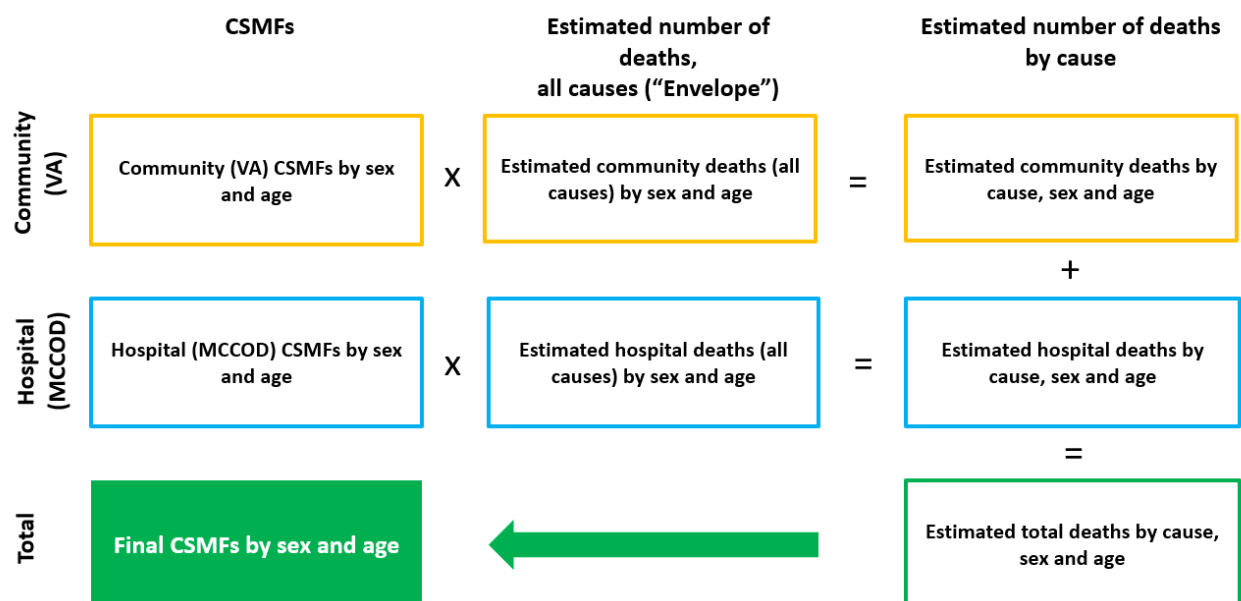 CSMFs
Estimated number of
deaths,
all causes (“Envelope”)
Estimated number of deaths
by cause
Community
(VA)
Community (VA) CSMFs by sex
and age
X
Estimated community deaths (all
causes) by sex and age
=
Estimated community deaths by
cause, sex and age
+
Hospital
(MCCOD)
Hospital (MCCOD) CSMFs by sex
and age
X
Estimated hospital deaths (all
causes) by sex and age
=
Estimated hospital deaths by
cause, sex and age
=
Total
Final CSMFs by sex and age
Estimated total deaths by cause,
sex and age